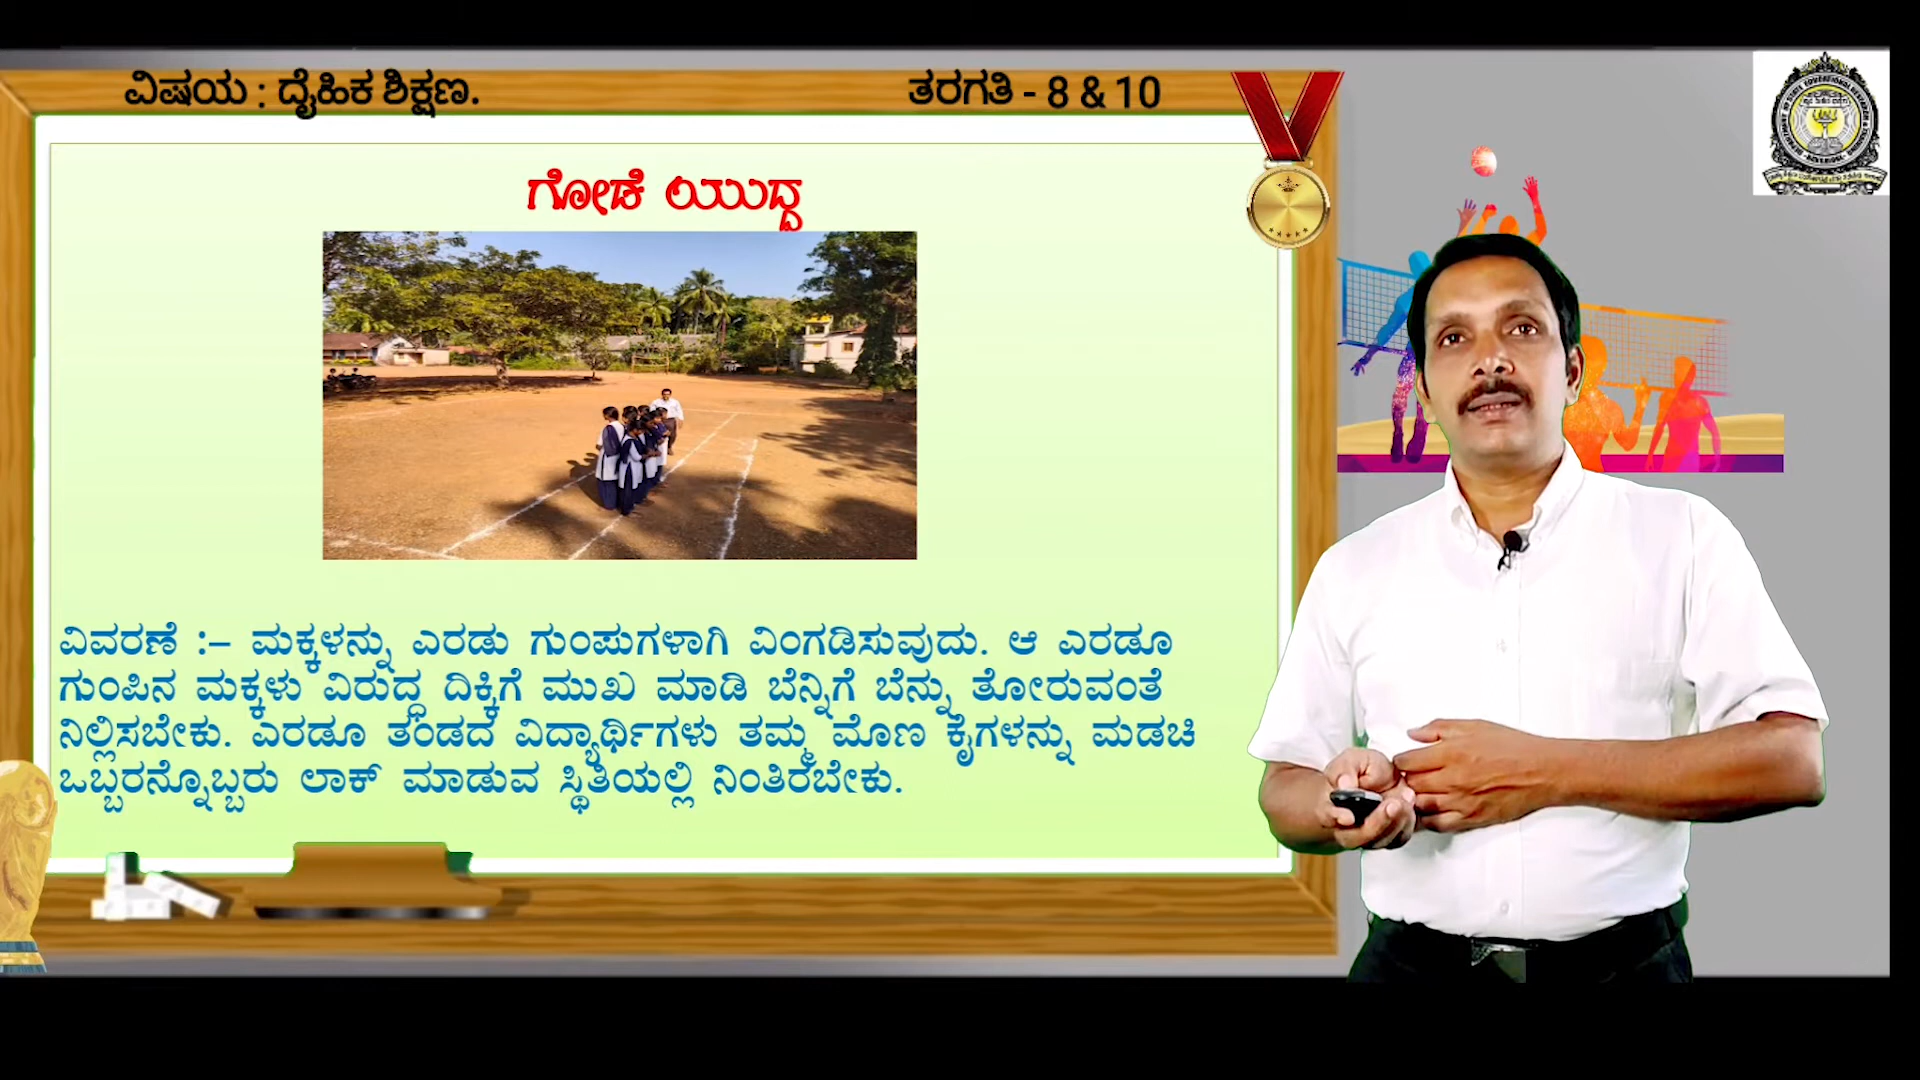 ವಿಷಯ : ದೈಹಿಕ ಶಿಕ್ಷಣ.
ತರಗತಿ - 8 & 10
ಗೋಡೆ ಯುದ್ಧ
ವಿವರಣೆ :– ಮಕ್ಕಳನ್ನು ಎರಡು ಗುಂಪುಗಳಾಗಿ ವಿಂಗಡಿಸುವುದು. ಆ ಎರಡೂ
ಗುಂಪಿನ ಮಕ್ಕಳು ವಿರುದ್ಧ ದಿಕ್ಕಿಗೆ ಮುಖ ಮಾಡಿ ಬೆನ್ನಿಗೆ ಬೆನ್ನು ತೋರುವಂತೆ
ನಿಲ್ಲಿಸಬೇಕು. ಎರಡೂ ತಂಡದ ವಿದ್ಯಾರ್ಥಿಗಳು ತಮ್ಮ ಮೊಣ ಕೈಗಳನ್ನು ಮಡಚಿ
ಒಬ್ಬರನ್ನೊಬ್ಬರು ಲಾಕ್ ಮಾಡುವ ಸ್ಥಿತಿಯಲ್ಲಿ ನಿಂತಿರಬೇಕು.